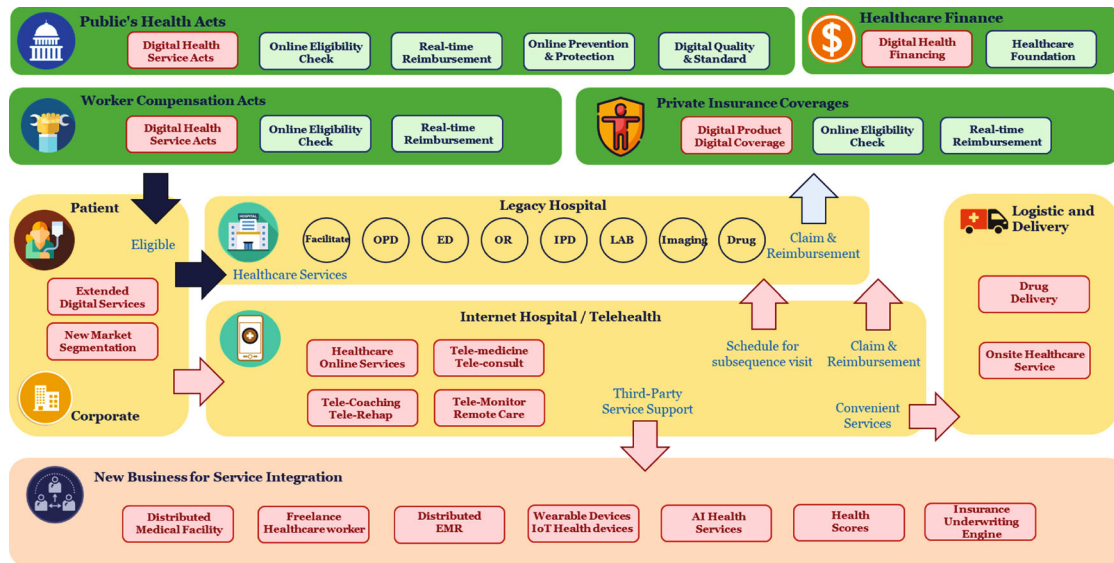 Public's Health Acts
Digital Health
Service Acts
Online Eligibility
Check
Real-time
Reimbursement
Online Prevention
& Protection
Digital Quality
& Standard
Healthcare Finance
$
Digital Health
Financing
Healthcare
Foundation
Worker Compensation Acts
Digital Health
Service Acts
Online Eligibility
Check
Real-time
Reimbursement
Private Insurance Coverages
Digital Product
Digital Coverage
Online Eligibility
Check
Real-time
Reimbursement
Patient
Eligible
Extended
Digital Services
New Market
Segmentation
Corporate
Legacy Hospital
HOSPITAL
Healthcare Services
Facilitate
OPD
ED
OR
IPD
LAB
Imaging
Drug
Claim &
Reimbursement
Internet Hospital / Telehealth
Healthcare
Online Services
Tele-medicine
Tele-consult
Tele-Coaching
Tele-Rehap
Tele-Monitor
Remote Care
Third-Party
Service Support
Schedule for
subsequence visit
Claim &
Reimbursement
Convenient
Services
Logistic and
Delivery
Drug
Delivery
Onsite Healthcare
Service
New Business for Service Integration
Distributed
Medical Facility
Freelance
Healthcare worker
Distributed
EMR
Wearable Devices
IoT Health devices
AI Health
Services
Health
Scores
Insurance
Underwriting
Engine